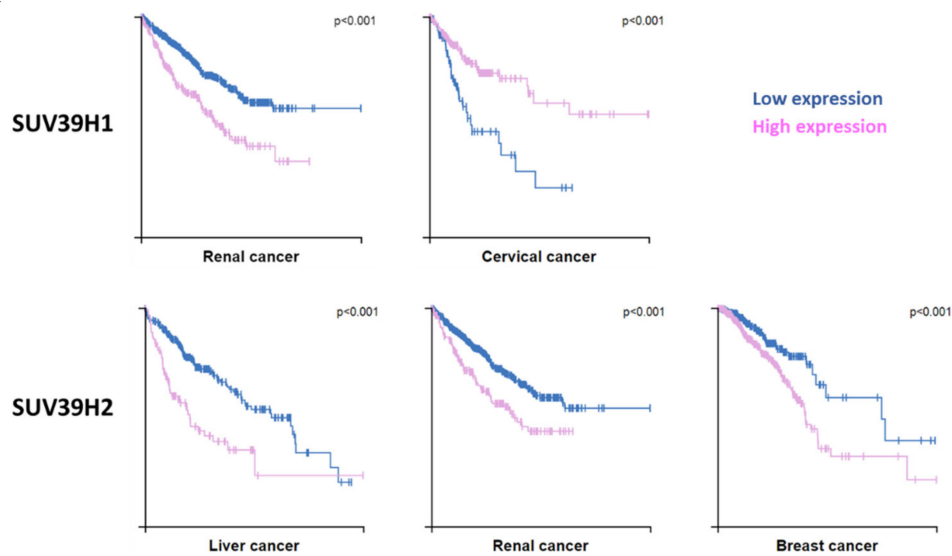 p<0.001
p<0.001
SUV39H1
Low expression
High expression
Renal cancer
Cervical cancer
p<0.001
p<0.001
p<0.001
SUV39H2
Liver cancer
Renal cancer
Breast cancer